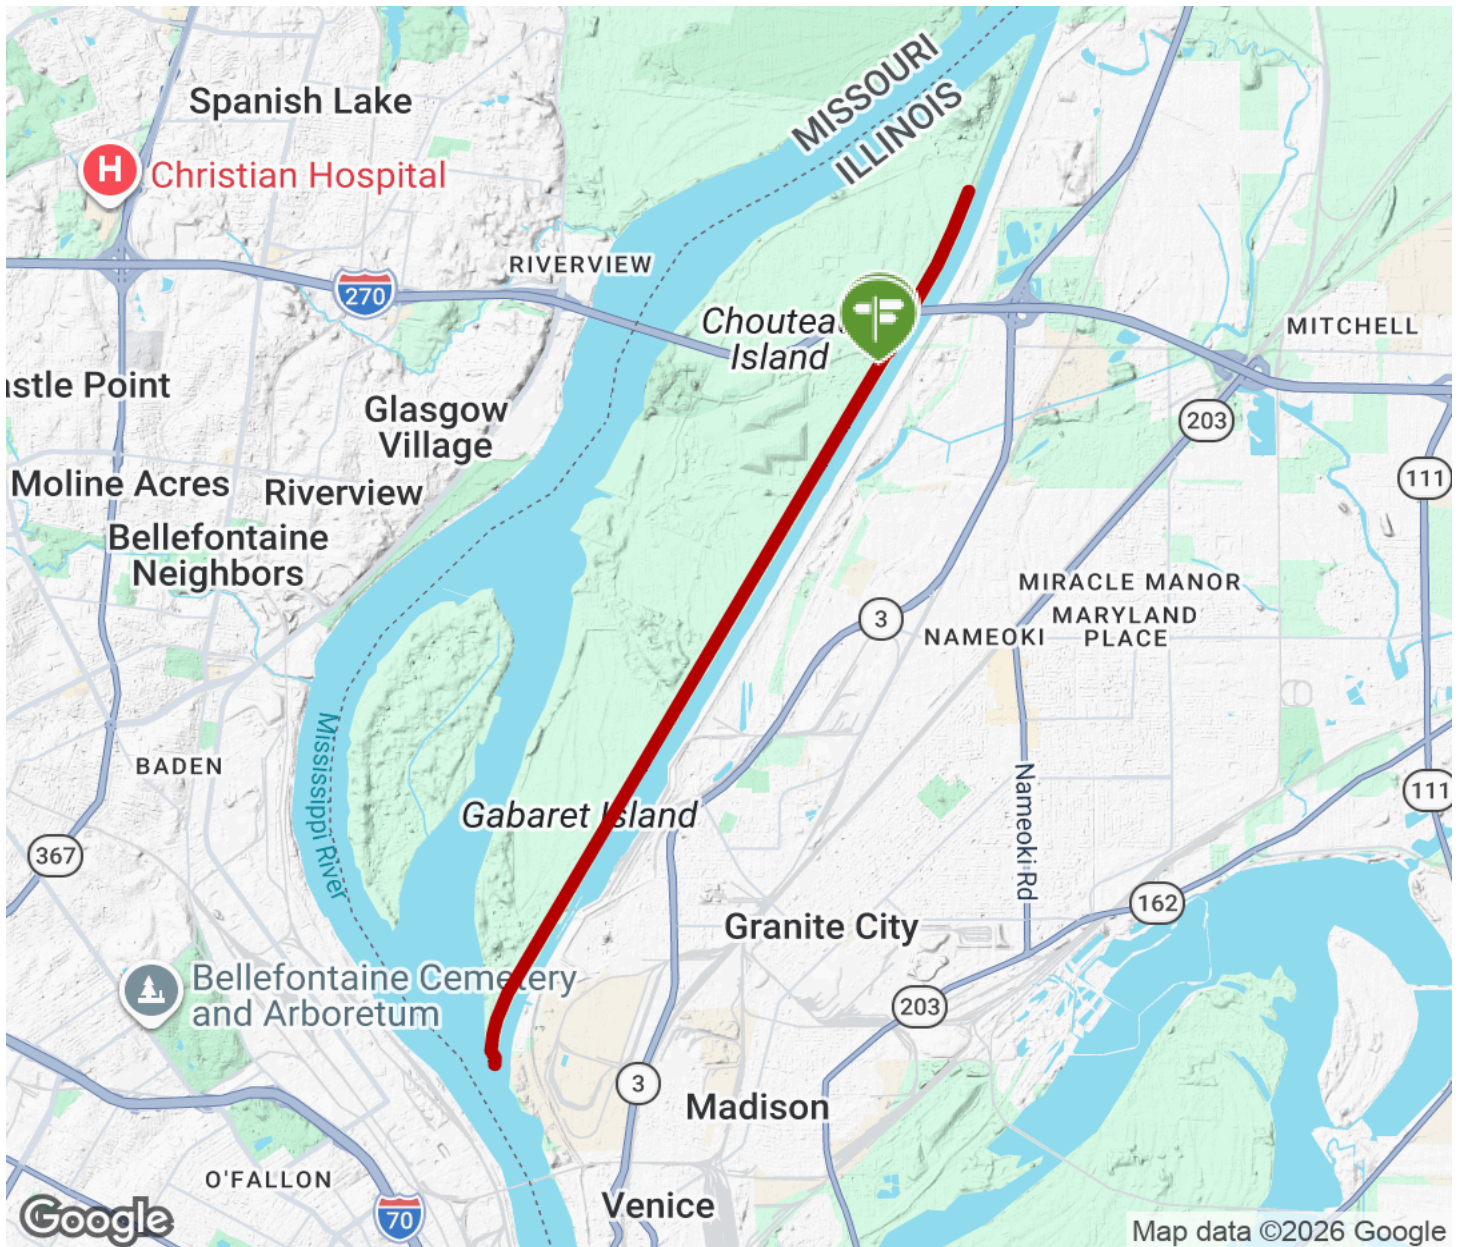 MISSOURI
ILLINOIS
Spanish Lake
H
Christian Hospital
RIVERVIEW
270
Choutea
Island
MITCHELL
astle Point
Glasgow
Village
203
Moline Acres
Riverview
111
Bellefontaine
Neighbors
MIRACLE MANOR
MARYLAND
PLACE
3
NAMEOKI
Mississippi River
BADEN
Nameoki Rd
111
Gabaret Island
367
162
Granite City
Bellefontaine Cemetery
and Arboretum
203
3
Madison
O'FALLON
Venice
70
Google
Map data ©2026 Google